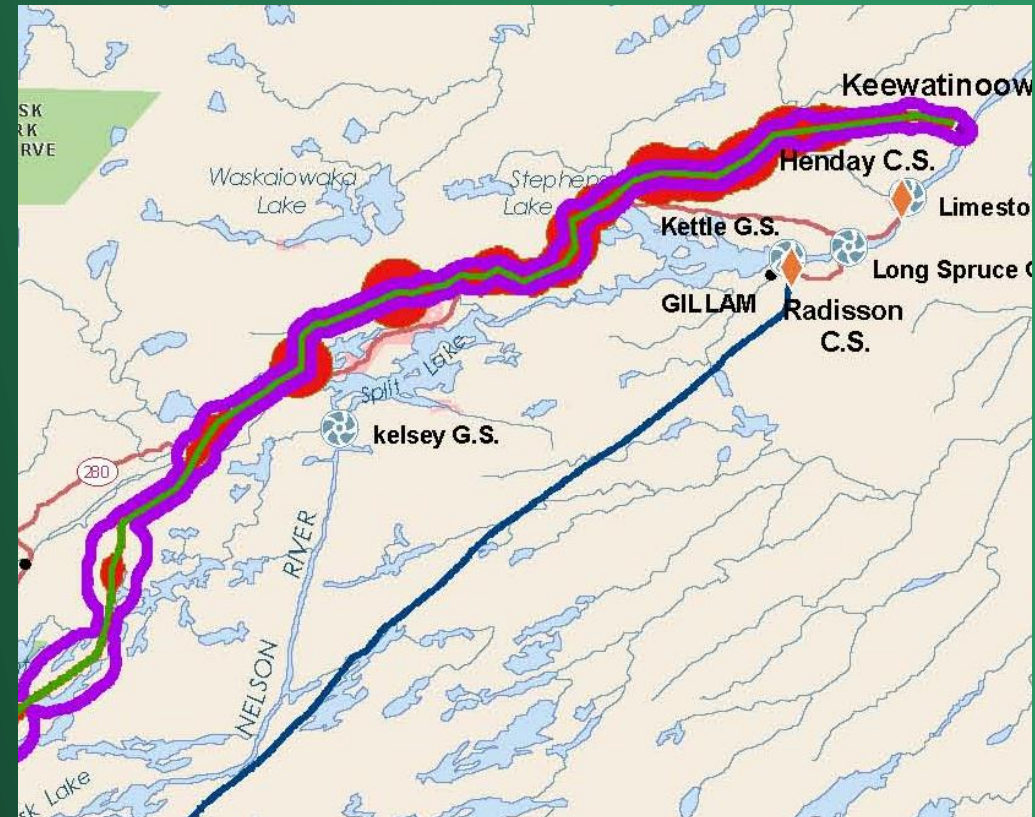 SK
RK
RVE
Keewatinoow
Waskaiowaka
Lake
Stephens
Lake
Henday C.S.
Limesto
Kettle G.S.
Long Spruce
GILLAM
Radisson
C.S.
Split Lake
kelsey G.S.
280
NELSON RIVER
sk Lake